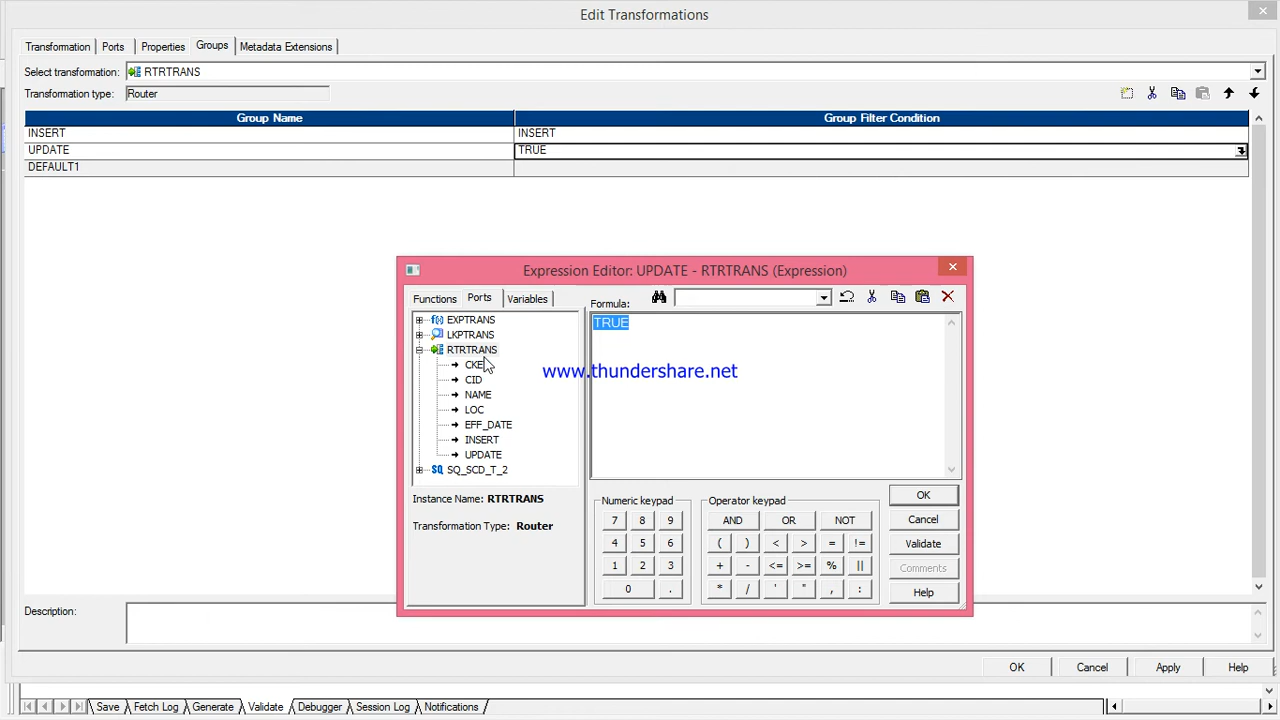 Edit Transformations
Transformation Ports Properties Groups Metadata Extensions
Select transformation: RTRTRANS
Transformation type: Router
Group Name Group Filter Condition
INSERT INSERT
UPDATE TRUE
DEFAULT1
Expression Editor: UPDATE - RTRTRANS (Expression)
Functions Ports Variables
Formula:
EXPTRANS
LKPTRANS
RTRTRANS
CKEY
CID
NAME
LOC
EFF_DATE
INSERT
UPDATE
SQ_SCD_T_2
TRUE
www.thundershare.net
Instance Name: RTRTRANS
Transformation Type: Router
Numeric keypad
7 8 9
4 5 6
1 2 3
0 .
Operator keypad
AND OR NOT
( ) < > = !=
+ - <= >= % ||
* / ' " , :
OK
Cancel
Validate
Comments
Help
Description:
OK Cancel Apply Help
Save Fetch Log Generate Validate Debugger Session Log Notifications